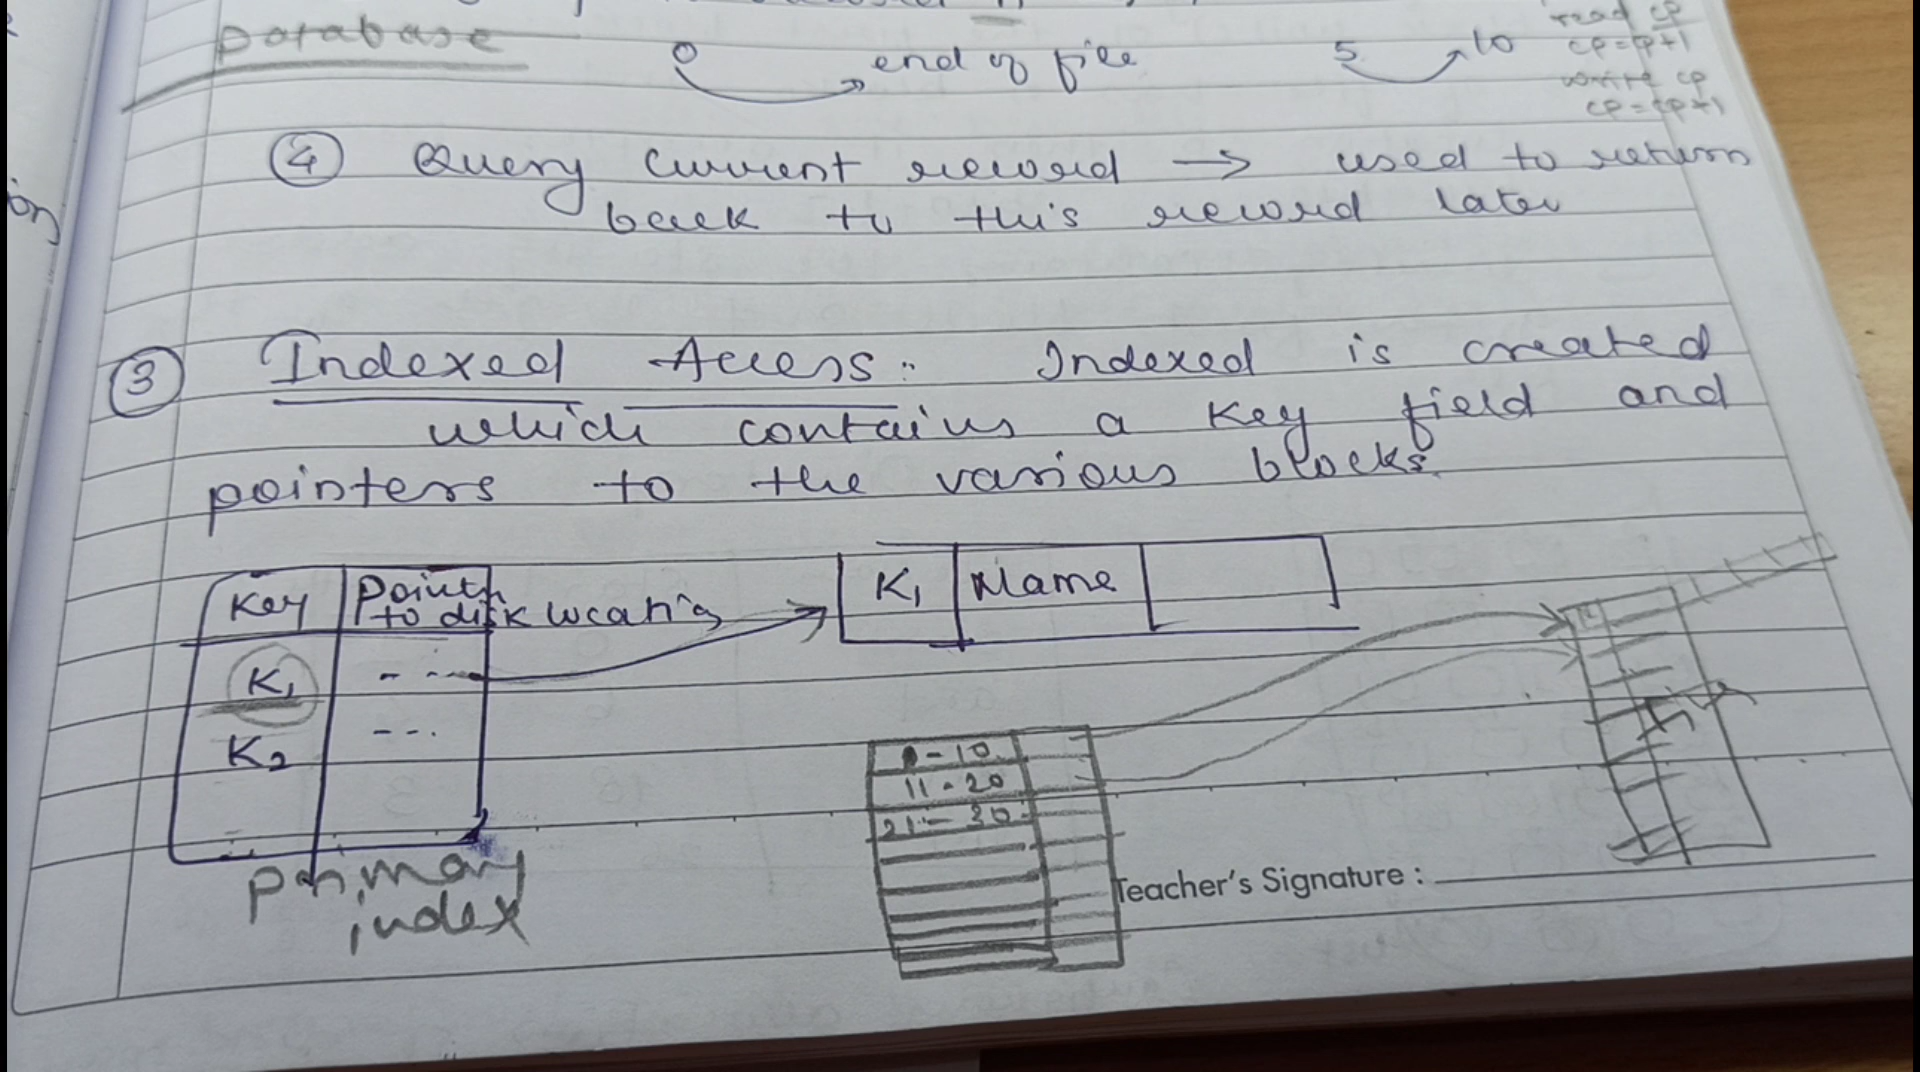 read cp
Database
0 end of file
5 10
cp=cp+1
write cp
cp=cp+1
④ Query current record → used to return
back to this record later
on
③ Indexed Access: Indexed is created
which contains a key field and
pointers to the various blocks.
Key
to disk
K1 Name
K1 - - --
K2 - - -.
1-10
11-20
21-30
primary
index
Teacher's Signature :